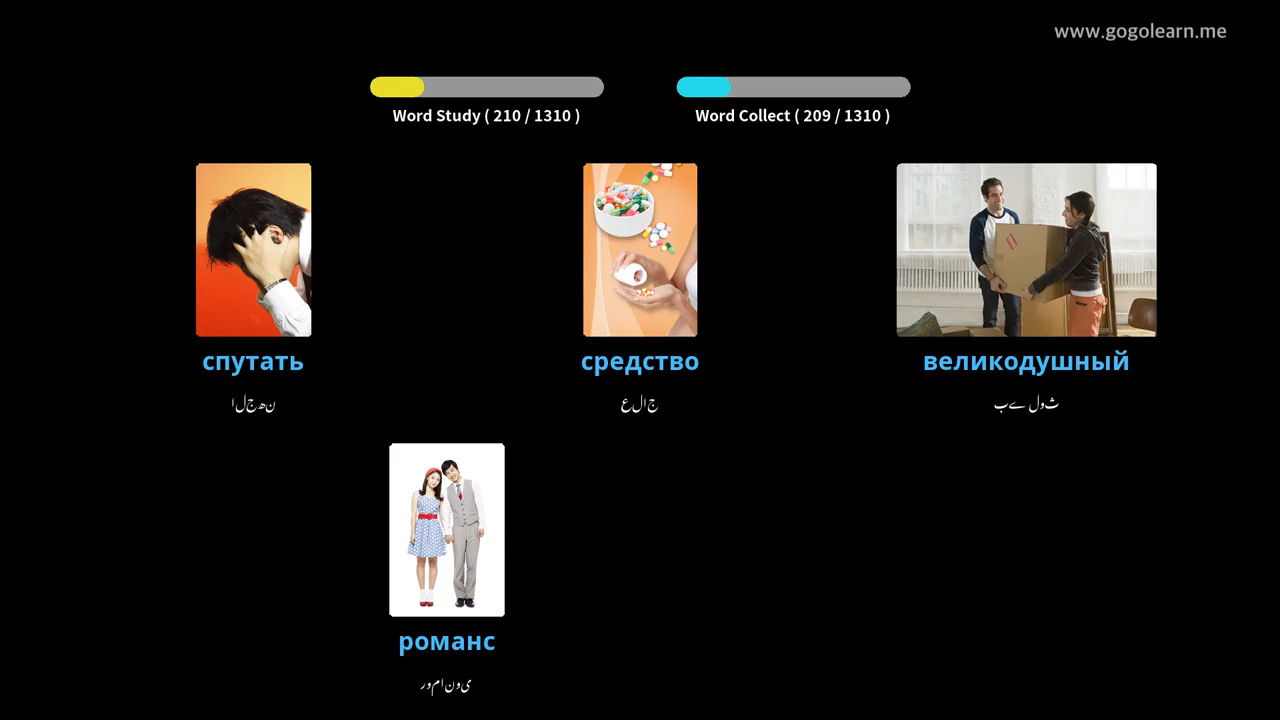 www.gogolearn.me
Word Study ( 210 / 1310 )
Word Collect ( 209 / 1310 )
спутать
средство
великодушный
الجھن
علاج
بے لوث
романс
رومانوی